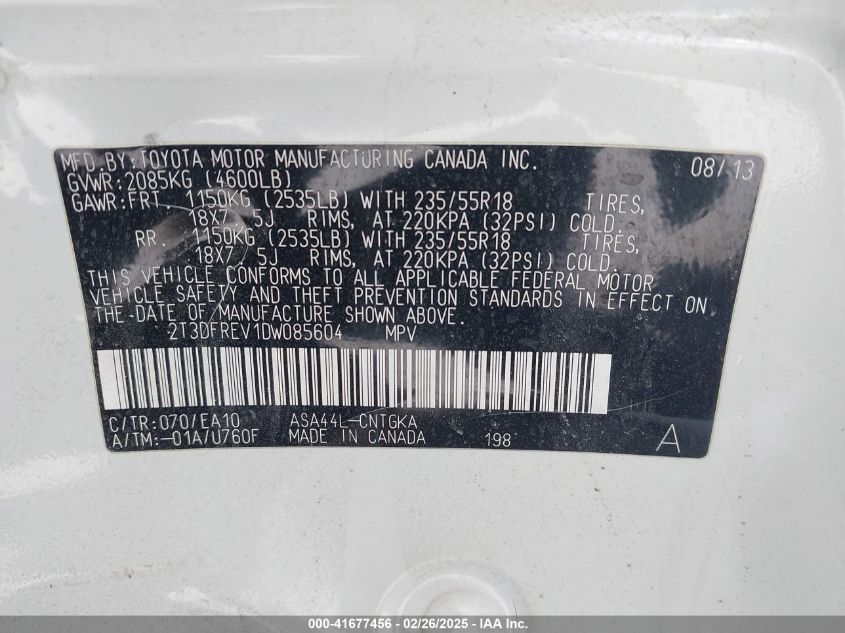 MFD.BY:TOYOTA MOTOR MANUFACTURING CANADA INC. 08/13
GVWR:2085KG (4600LB)
GAWR:FRT. 1150KG (2535LB) WITH 235/55R18 TIRES,
18X7 5J RIMS, AT 220KPA (32PSI) COLD.
RR. 1150KG (2535LB) WITH 235/55R18 TIRES,
18X7 5J RIMS, AT 220KPA (32PSI) COLD.
THIS VEHICLE CONFORMS TO ALL APPLICABLE FEDERAL MOTOR
VEHICLE SAFETY AND THEFT PREVENTION STANDARDS IN EFFECT ON
THE DATE OF MANUFACTURE SHOWN ABOVE.
2T3DFREV1DW085604 MPV
C/TR:070/EA10 ASA44L-CNTGKA
A/TM:-01A/U760F MADE IN CANADA 198 A
000-41677456 - 02/26/2025 - IAAI.com